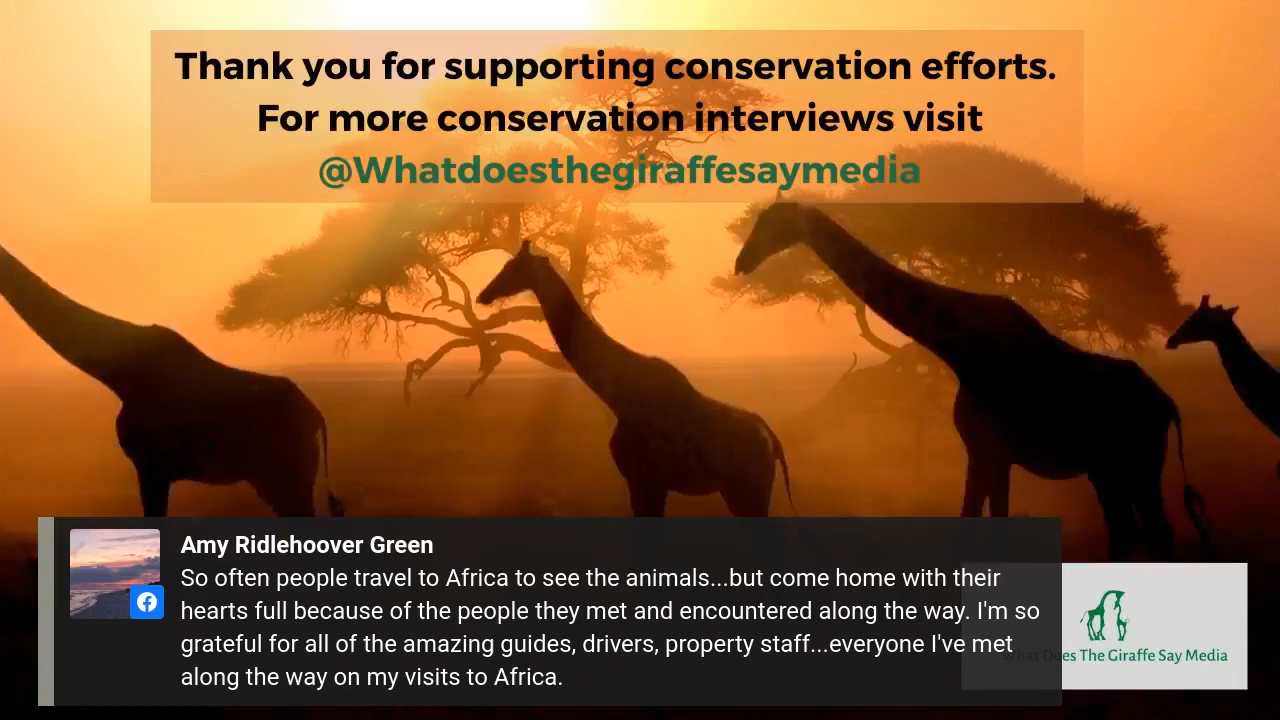 Thank you for supporting conservation efforts.
For more conservation interviews visit
@Whatdoesthegiraffesaymedia
Amy Ridlehoover Green
So often people travel to Africa to see the animals...but come home with their
hearts full because of the people they met and encountered along the way. I'm so
grateful for all of the amazing guides, drivers, property staff...everyone I've met
along the way on my visits to Africa.
What Does The Giraffe Say Media